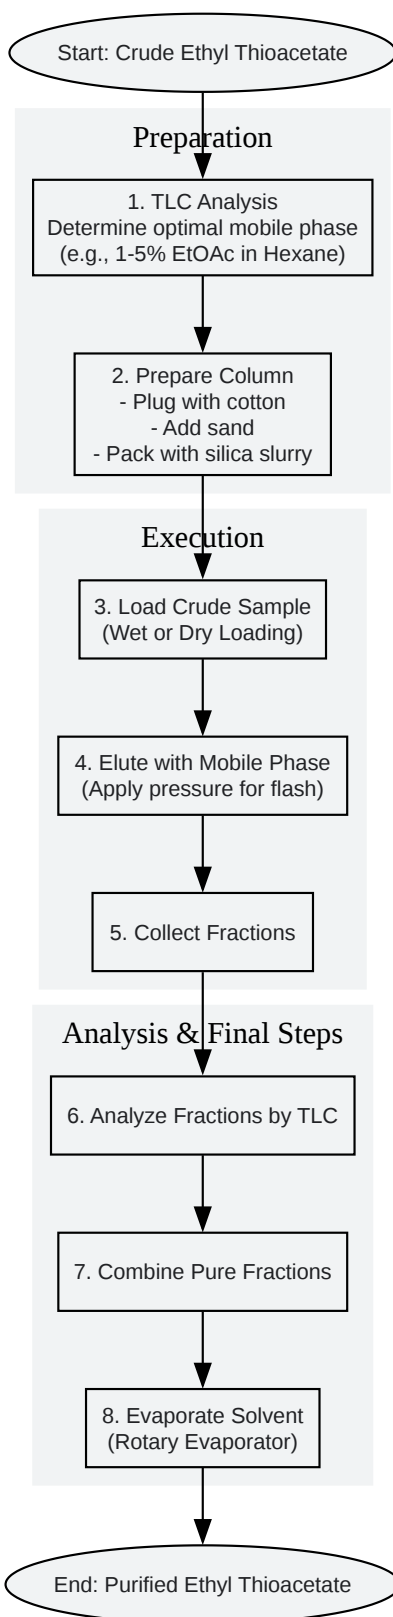 Start: Crude Ethyl Thioacetate
Preparation
1. TLC Analysis
Determine optimal mobile phase
(e.g., 1-5% EtOAc in Hexane)
2. Prepare Column
- Plug with cotton
- Add sand
- Pack with silica slurry
Execution
3. Load Crude Sample
(Wet or Dry Loading)
4. Elute with Mobile Phase
(Apply pressure for flash)
5. Collect Fractions
Analysis & Final Steps
6. Analyze Fractions by TLC
7. Combine Pure Fractions
8. Evaporate Solvent
(Rotary Evaporator)
End: Purified Ethyl Thioacetate